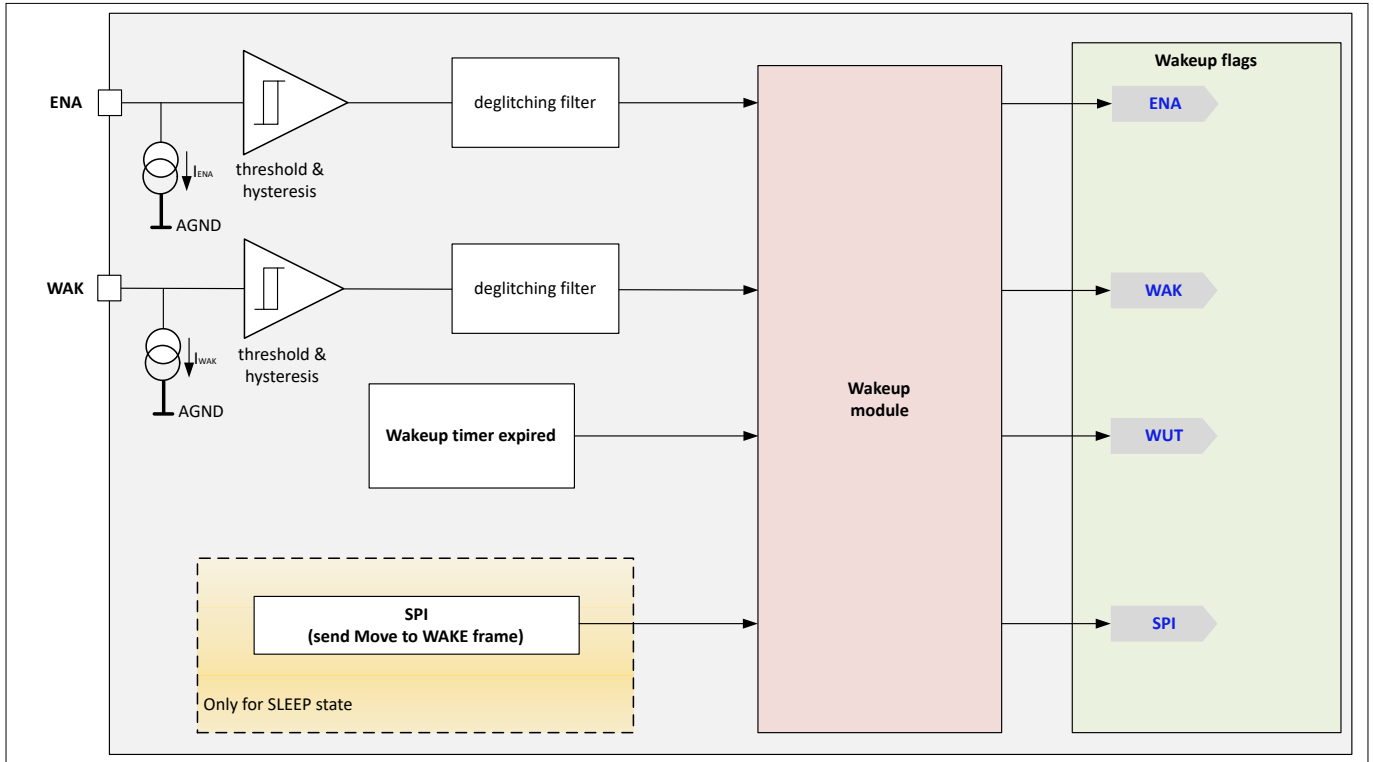 Wakeup flags
ENA
deglitching filter
ENA
IENA
threshold &
hysteresis
AGND
WAK
deglitching filter
WAK
IWAK
threshold &
hysteresis
AGND
Wakeup
module
Wakeup timer expired
WUT
SPI
(send Move to WAKE frame)
SPI
Only for SLEEP state